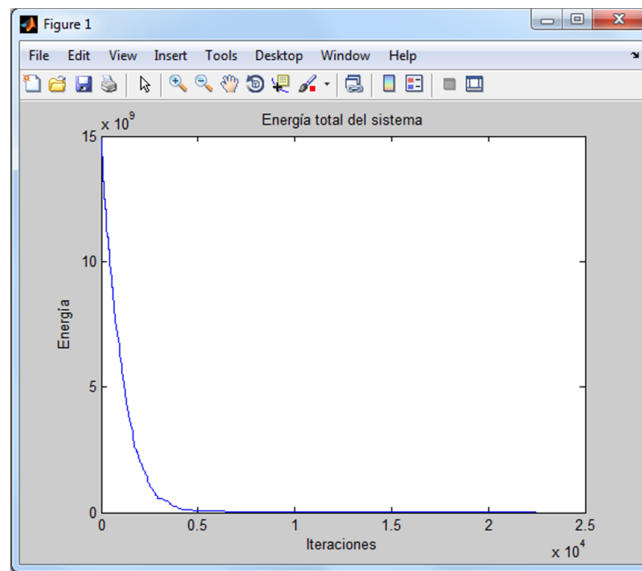 Figure 1
File Edit View Insert Tools Desktop Window Help
x 10^9
Energía total del sistema
15
10
5
0
Energía
0 0.5 1 1.5 2 2.5
Iteraciones
x 10^4